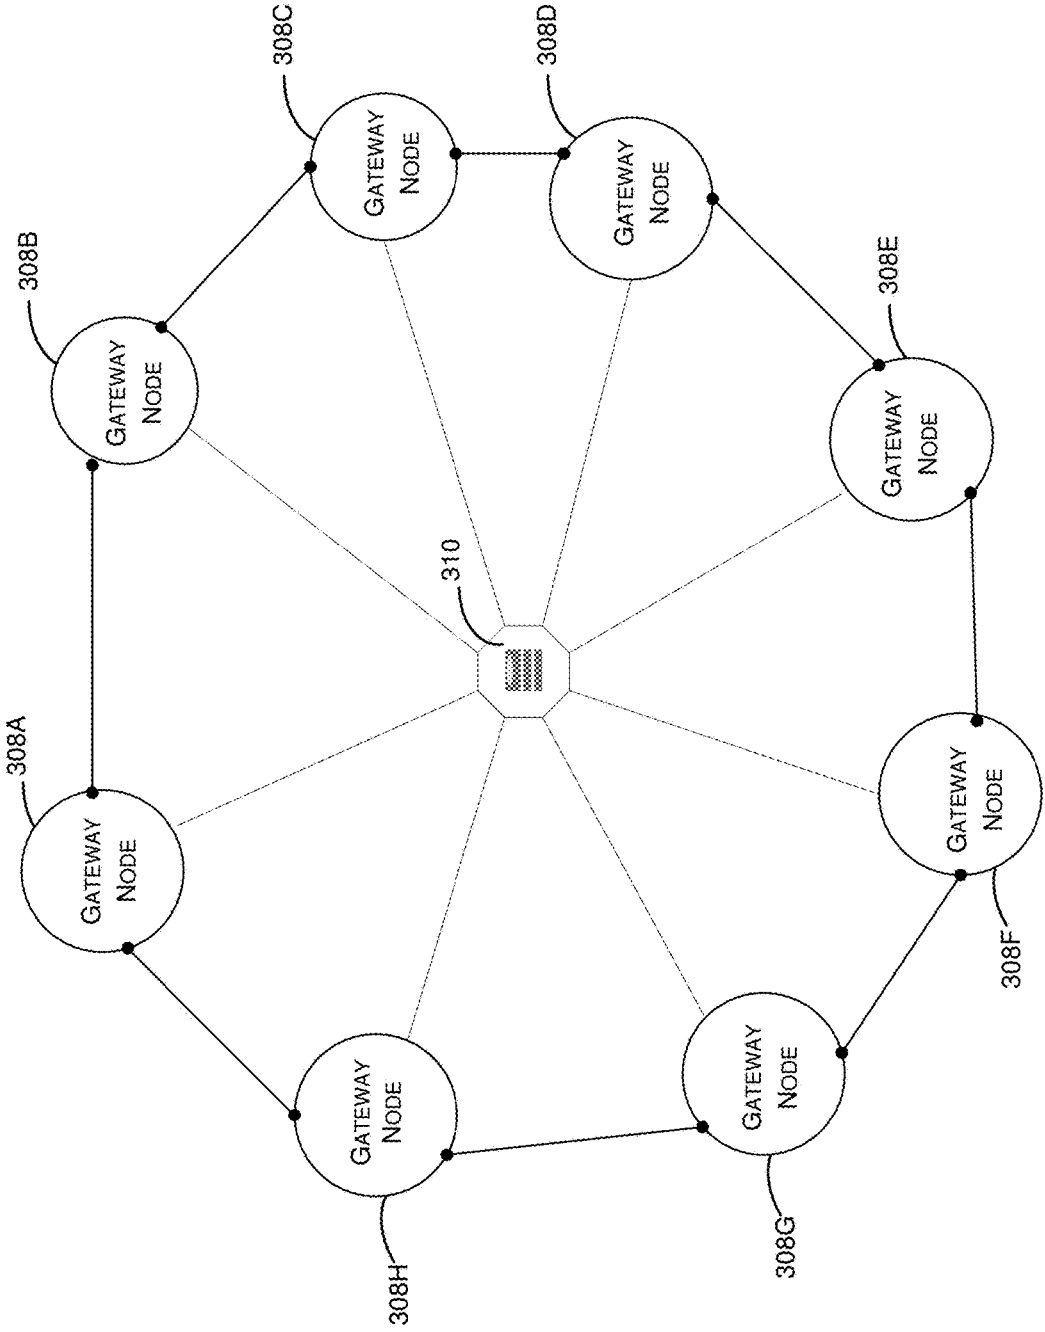 308A
GATEWAY
NODE
308B
GATEWAY
NODE
308C
GATEWAY
NODE
308D
GATEWAY
NODE
308E
GATEWAY
NODE
308F
GATEWAY
NODE
308G
GATEWAY
NODE
308H
GATEWAY
NODE
310